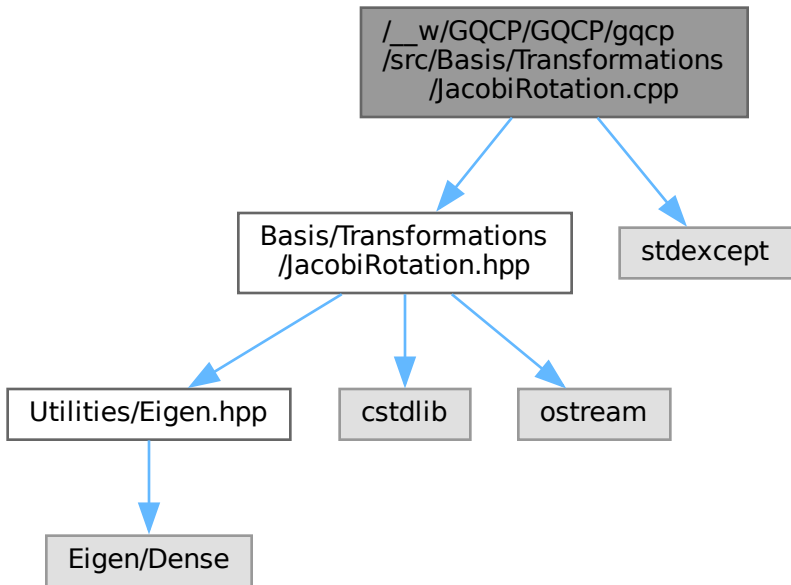 /__w/GQCP/GQCP/gqcp
/src/Basis/Transformations
/JacobiRotation.cpp
Basis/Transformations
/JacobiRotation.hpp
stdexcept
Utilities/Eigen.hpp
cstdlib
ostream
Eigen/Dense